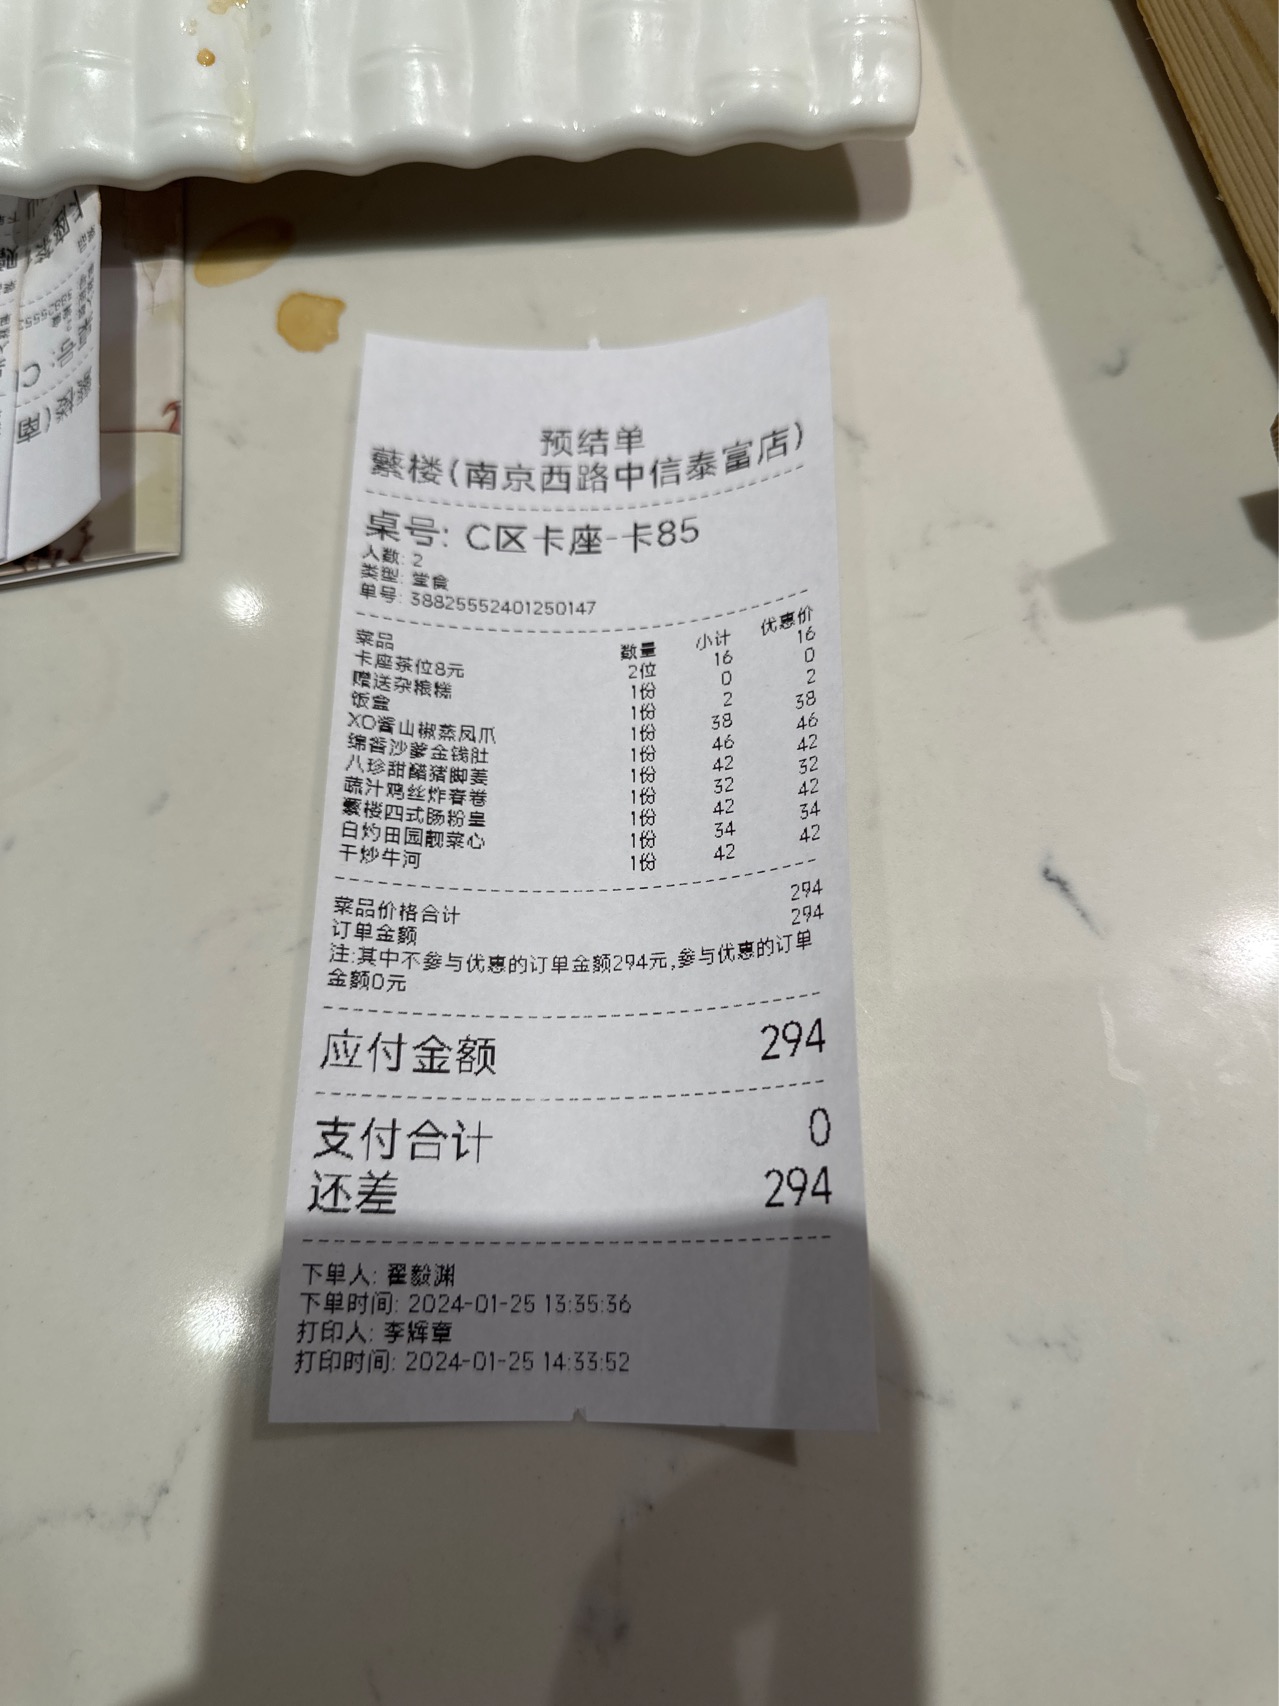 预结单
蘩楼(南京西路中信泰富店)
桌号: C区卡座-卡85
人数: 2
类型: 堂食
单号: 388255552401250147
菜品 数量 小计 优惠价
卡座茶位8元 2位 16 16
赠送杂粮糕 1份 0 0
饭盒 1份 2 2
XO酱山椒蒸凤爪 1份 38 38
绵香沙爹金钱肚 1份 46 46
八珍甜醋猪脚姜 1份 42 42
蔬汁鸡丝炸春卷 1份 32 32
蘩楼四式肠粉皇 1份 42 42
白灼田园靓菜心 1份 34 34
干炒牛河 1份 42 42
菜品价格合计 294
订单金额 294
注:其中不参与优惠的订单金额294元,参与优惠的订单
金额0元
应付金额 294
支付合计 0
还差 294
下单人: 翟毅渊
下单时间: 2024-01-25 13:35:36
打印人: 李辉章
打印时间: 2024-01-25 14:33:52